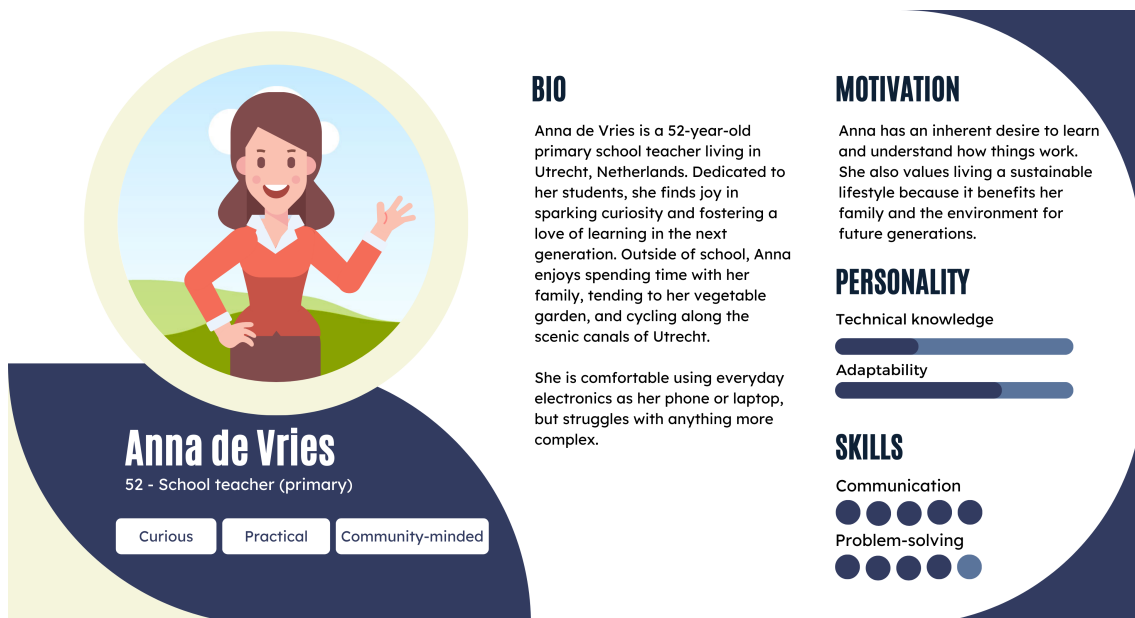 Anna de Vries
52 - School teacher (primary)
Curious
Practical
Community-minded
BIO
Anna de Vries is a 52-year-old
primary school teacher living in
Utrecht, Netherlands. Dedicated to
her students, she finds joy in
sparking curiosity and fostering a
love of learning in the next
generation. Outside of school, Anna
enjoys spending time with her
family, tending to her vegetable
garden, and cycling along the
scenic canals of Utrecht.
She is comfortable using everyday
electronics as her phone or laptop,
but struggles with anything more
complex.
MOTIVATION
Anna has an inherent desire to learn
and understand how things work.
She also values living a sustainable
lifestyle because it benefits her
family and the environment for
future generations.
PERSONALITY
Technical knowledge
Adaptability
SKILLS
Communication
Problem-solving